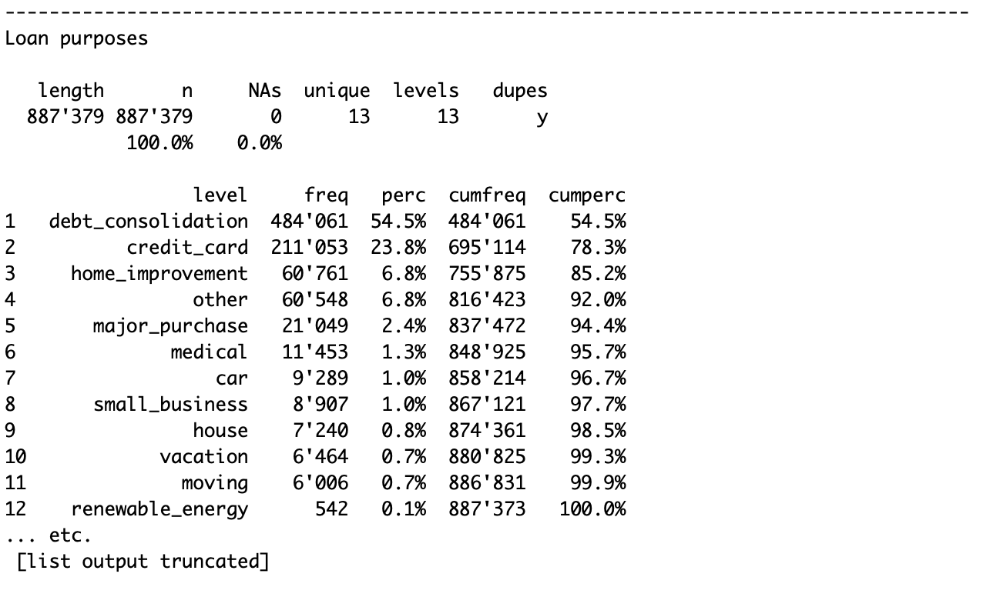 ---------------------------------------------------------------------------------------
Loan purposes
length n NAs unique levels dupes
887'379 887'379 0 13 13 y
100.0% 0.0%
level freq perc cumfreq cumperc
1 debt_consolidation 484'061 54.5% 484'061 54.5%
2 credit_card 211'053 23.8% 695'114 78.3%
3 home_improvement 60'761 6.8% 755'875 85.2%
4 other 60'548 6.8% 816'423 92.0%
5 major_purchase 21'049 2.4% 837'472 94.4%
6 medical 11'453 1.3% 848'925 95.7%
7 car 9'289 1.0% 858'214 96.7%
8 small_business 8'907 1.0% 867'121 97.7%
9 house 7'240 0.8% 874'361 98.5%
10 vacation 6'464 0.7% 880'825 99.3%
11 moving 6'006 0.7% 886'831 99.9%
12 renewable_energy 542 0.1% 887'373 100.0%
... etc.
[list output truncated]